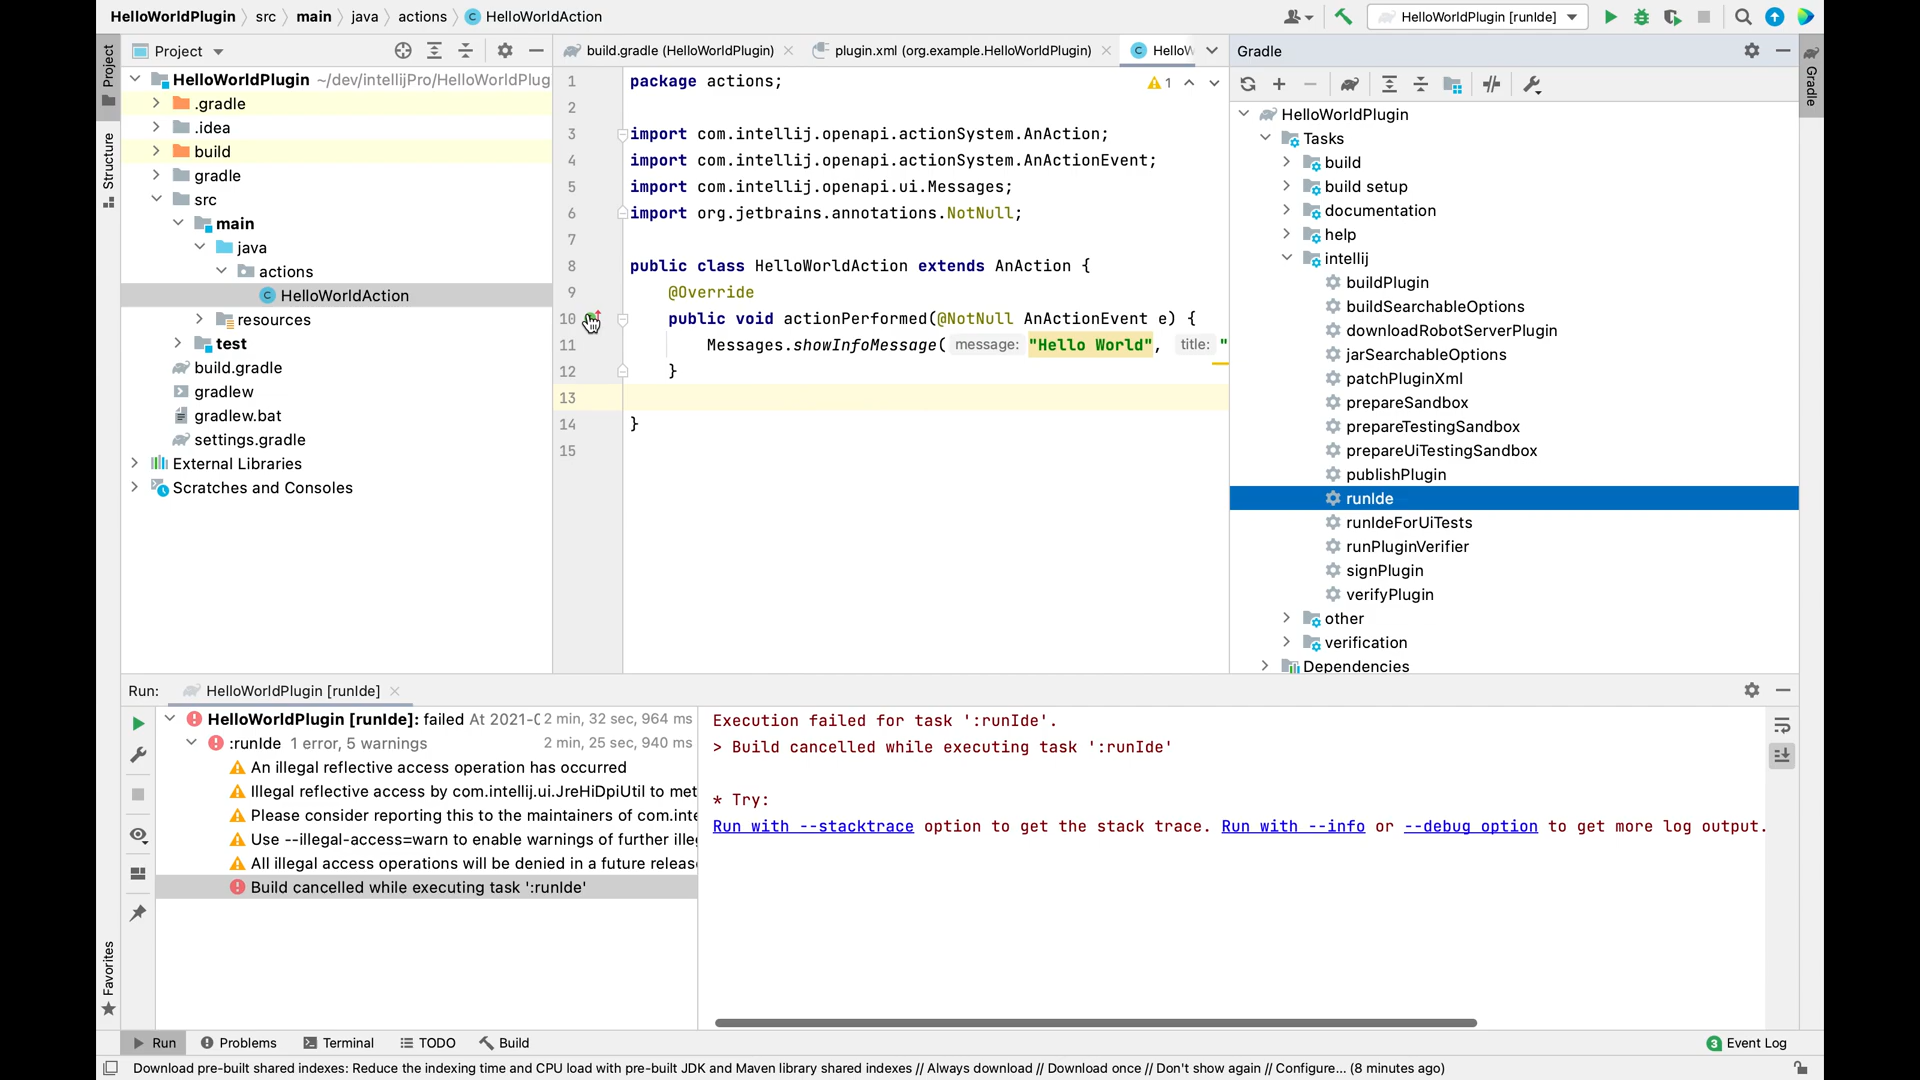 HelloWorldPlugin src main java actions HelloWorldAction
HelloWorldPlugin [runIde]
Project
build.gradle (HelloWorldPlugin)
plugin.xml (org.example.HelloWorldPlugin)
HelloW
Gradle
Project
Structure
Favorites
Gradle
HelloWorldPlugin ~/dev/intellijPro/HelloWorldPlug
.gradle
.idea
build
gradle
src
main
java
actions
HelloWorldAction
resources
test
build.gradle
gradlew
gradlew.bat
settings.gradle
External Libraries
Scratches and Consoles
1 package actions;
1
2
3 import com.intellij.openapi.actionSystem.AnAction;
4 import com.intellij.openapi.actionSystem.AnActionEvent;
5 import com.intellij.openapi.ui.Messages;
6 import org.jetbrains.annotations.NotNull;
7
8 public class HelloWorldAction extends AnAction {
9 @Override
10 public void actionPerformed(@NotNull AnActionEvent e) {
11 Messages.showInfoMessage( message: "Hello World", title: "
12 }
13
14 }
15
HelloWorldPlugin
Tasks
build
build setup
documentation
help
intellij
buildPlugin
buildSearchableOptions
downloadRobotServerPlugin
jarSearchableOptions
patchPluginXml
prepareSandbox
prepareTestingSandbox
prepareUiTestingSandbox
publishPlugin
runIde
runIdeForUiTests
runPluginVerifier
signPlugin
verifyPlugin
other
verification
Dependencies
Run: HelloWorldPlugin [runIde]
HelloWorldPlugin [runIde]: failed At 2021-0 2 min, 32 sec, 964 ms
:runIde 1 error, 5 warnings 2 min, 25 sec, 940 ms
An illegal reflective access operation has occurred
Illegal reflective access by com.intellij.ui.JreHiDpiUtil to met
Please consider reporting this to the maintainers of com.inte
Use --illegal-access=warn to enable warnings of further ille
All illegal access operations will be denied in a future releas
Build cancelled while executing task ':runIde'
Execution failed for task ':runIde'.
> Build cancelled while executing task ':runIde'
* Try:
Run with --stacktrace option to get the stack trace. Run with --info or --debug option to get more log output.
Run
Problems
Terminal
TODO
Build
3 Event Log
Download pre-built shared indexes: Reduce the indexing time and CPU load with pre-built JDK and Maven library shared indexes // Always download // Download once // Don't show again // Configure... (8 minutes ago)